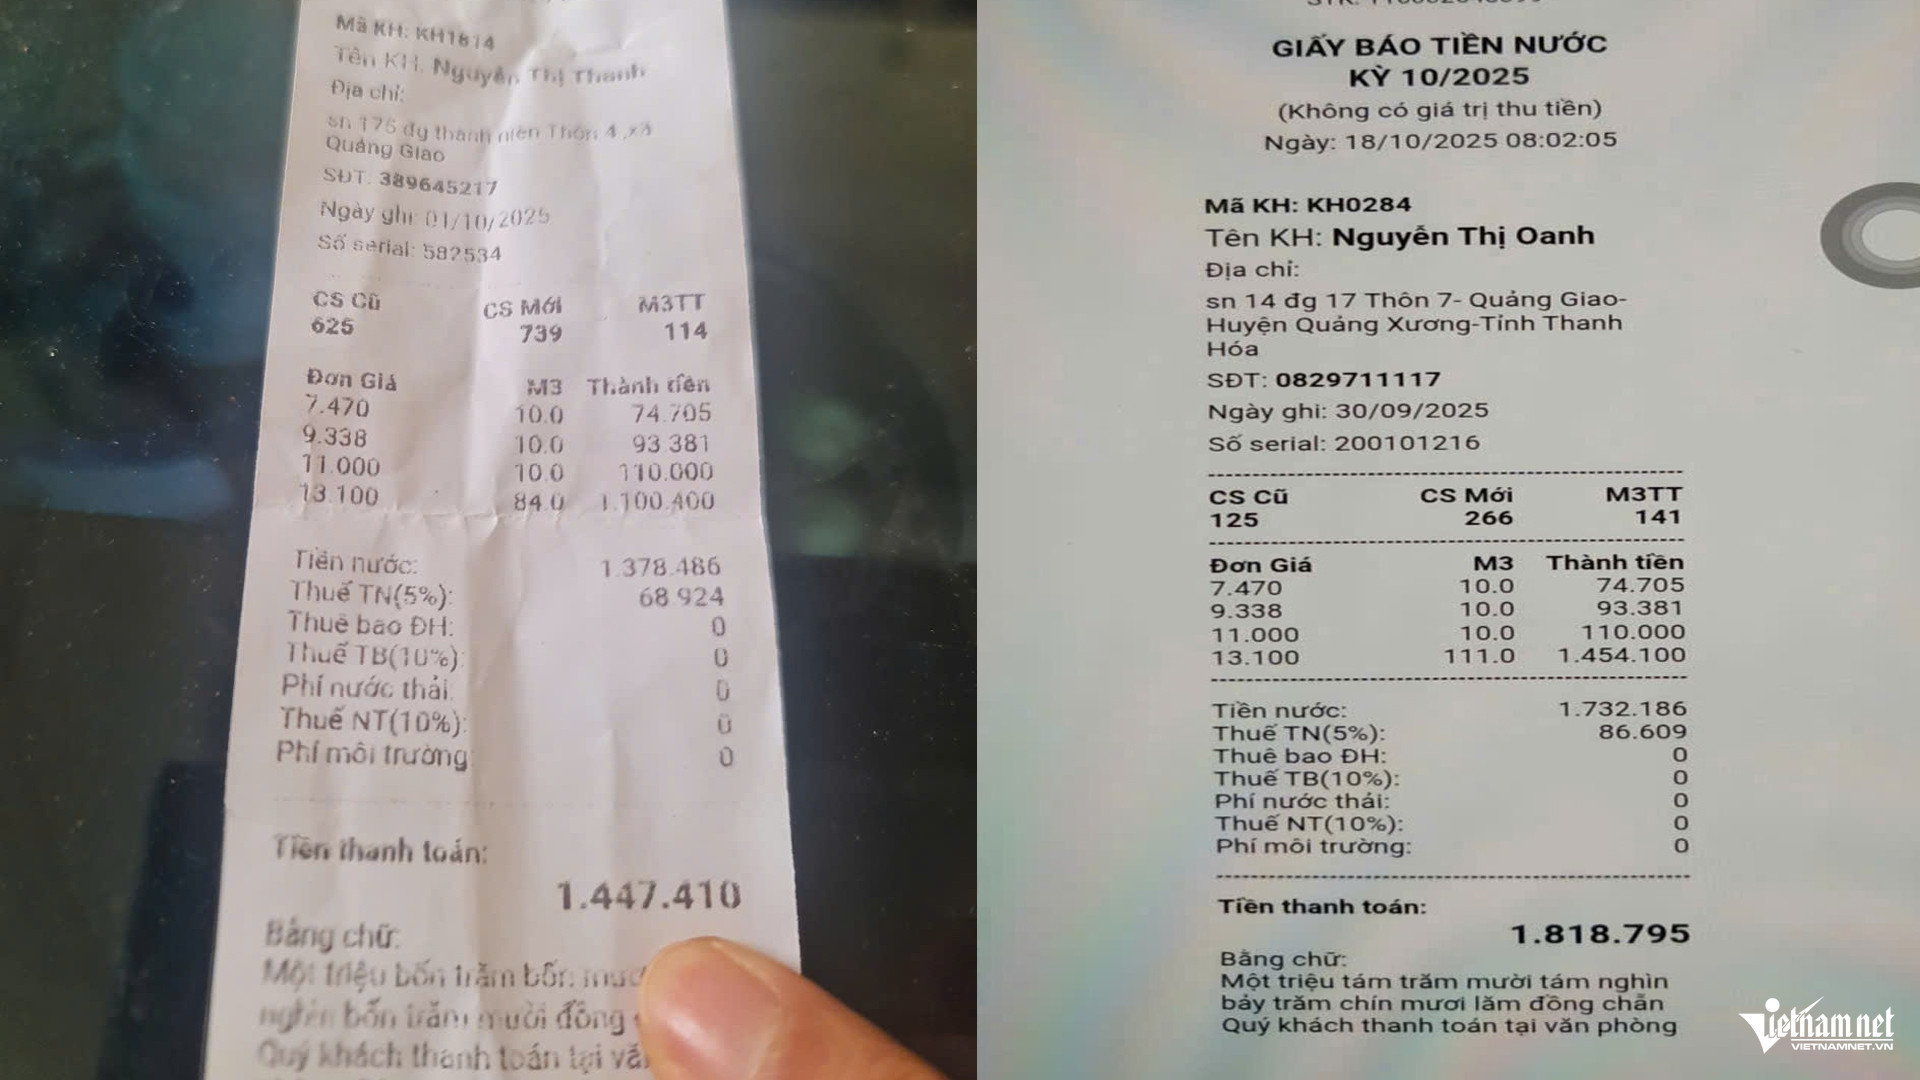 Mã KH: KH1814
Tên KH: Nguyễn Thị Thanh
Địa chỉ:
sn 175 đg thanh niên Thôn 4 ,xã
Quảng Giao
SĐT: 389645217
Ngày ghi: 01/10/2025
Số serial: 582534
CS Cũ CS Mới M3TT
625 739 114
Đơn Giá M3 Thành tiền
7.470 10.0 74.705
9.338 10.0 93.381
11.000 10.0 110.000
13.100 84.0 1.100.400
Tiền nước: 1.378.486
Thuế TN(5%): 68.924
Thuê bao ĐH: 0
Thuế TB(10%): 0
Phí nước thải: 0
Thuế NT(10%): 0
Phí môi trường: 0
Tiền thanh toán:
1.447.410
Bằng chữ:
Một triệu bốn trăm bốn
nghìn bốn trăm mười đồng
Quý khách thanh toán tại
GIẤY BÁO TIỀN NƯỚC
KỲ 10/2025
(Không có giá trị thu tiền)
Ngày: 18/10/2025 08:02:05
Mã KH: KH0284
Tên KH: Nguyễn Thị Oanh
Địa chỉ:
sn 14 đg 17 Thôn 7- Quảng Giao-
Huyện Quảng Xương-Tỉnh Thanh
Hóa
SĐT: 0829711117
Ngày ghi: 30/09/2025
Số serial: 200101216
CS Cũ CS Mới M3TT
125 266 141
Đơn Giá M3 Thành tiền
7.470 10.0 74.705
9.338 10.0 93.381
11.000 10.0 110.000
13.100 111.0 1.454.100
Tiền nước: 1.732.186
Thuế TN(5%): 86.609
Thuê bao ĐH: 0
Thuế TB(10%): 0
Phí nước thải: 0
Thuế NT(10%): 0
Phí môi trường: 0
Tiền thanh toán:
1.818.795
Bằng chữ:
Một triệu tám trăm mười tám nghìn
bảy trăm chín mươi lăm đồng chẵn
Quý khách thanh toán tại văn phòng
Vietnamnet
VIETNAMNET.VN